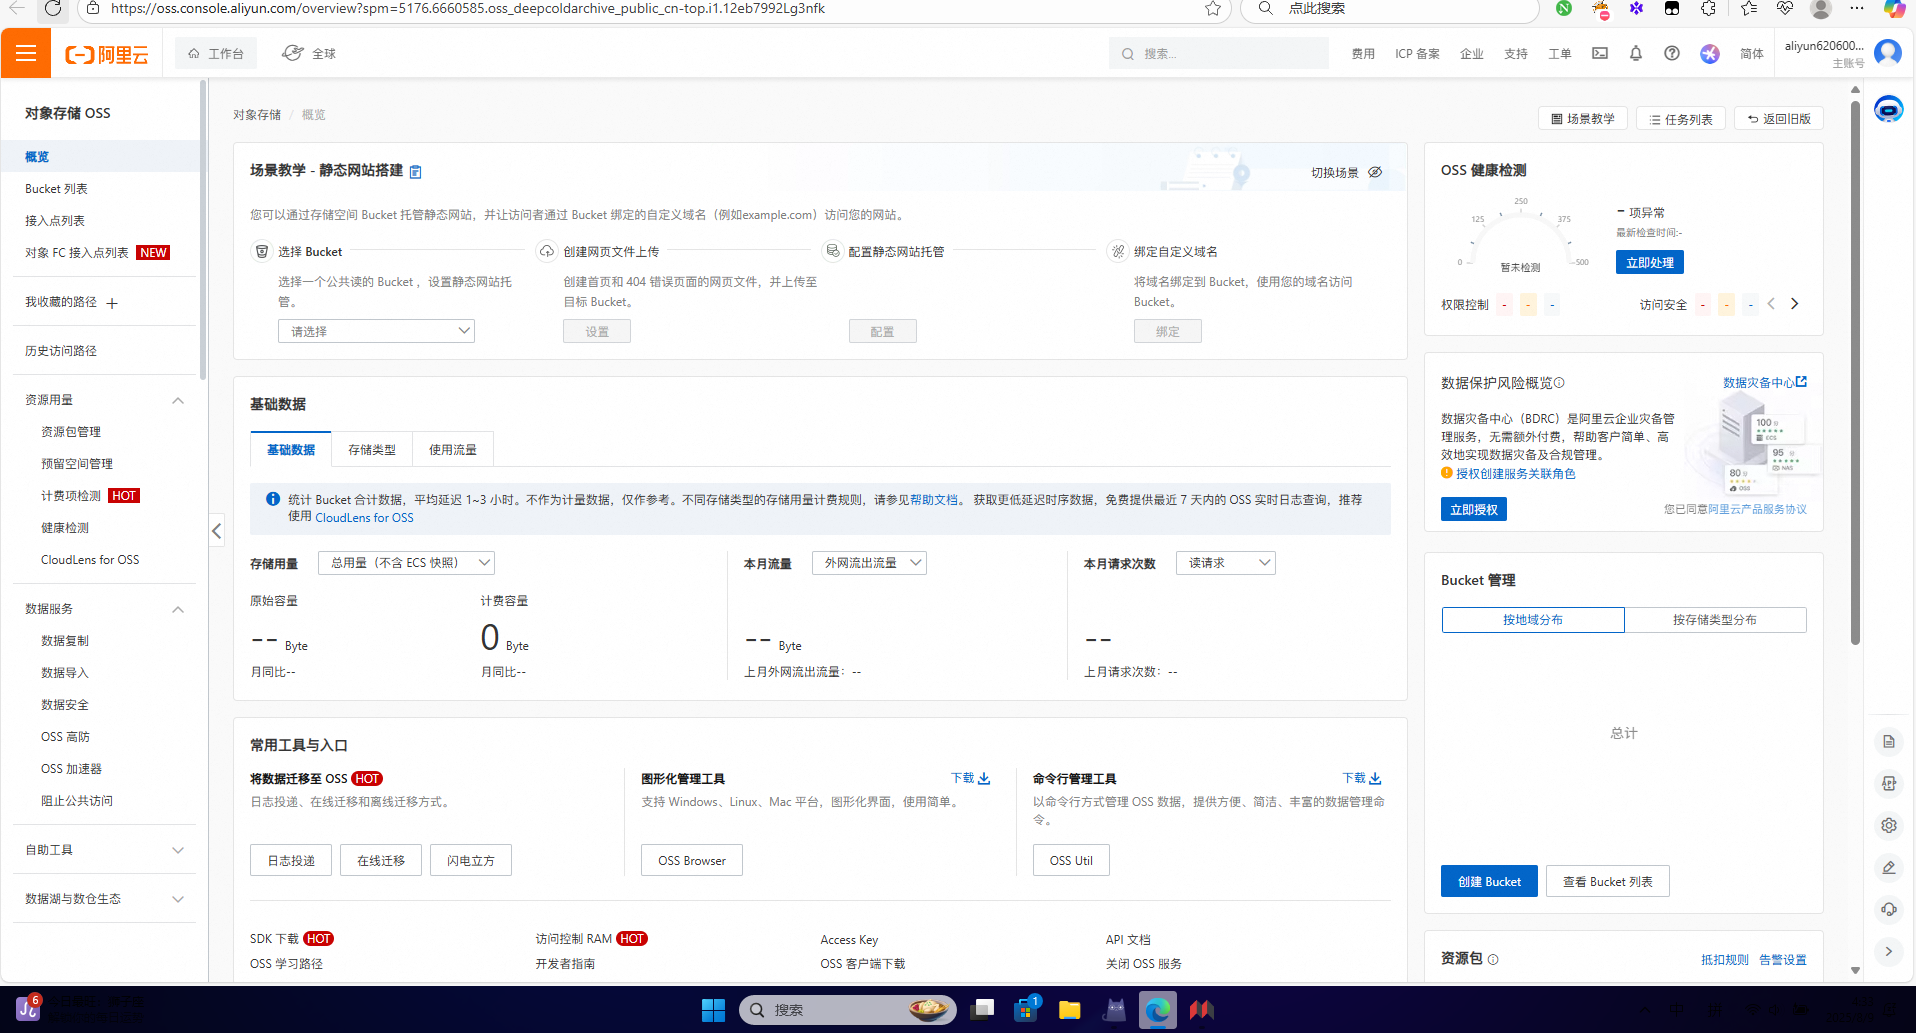 https://oss.console.aliyun.com/overview?spm=5176.6660585.oss_deepcoldarchive_public_cn-top.i1.12eb7992Lg3nfk
点此搜索
阿里云
工作台
全球
搜索...
费用
ICP 备案
企业
支持
工单
简体
aliyun620600...
主账号
对象存储 OSS
概览
Bucket 列表
接入点列表
对象 FC 接入点列表 NEW
我收藏的路径
历史访问路径
资源用量
资源包管理
预留空间管理
计费项检测 HOT
健康检测
CloudLens for OSS
数据服务
数据复制
数据导入
数据安全
OSS 高防
OSS 加速器
阻止公共访问
自助工具
数据湖与数仓生态
对象存储 / 概览
场景教学
任务列表
返回旧版
场景教学 - 静态网站搭建
切换场景
您可以通过存储空间 Bucket 托管静态网站，并让访问者通过 Bucket 绑定的自定义域名（例如example.com）访问您的网站。
选择 Bucket
选择一个公共读的 Bucket ，设置静态网站托
管。
请选择
创建网页文件上传
创建首页和 404 错误页面的网页文件，并上传至
目标 Bucket。
设置
配置静态网站托管
配置
绑定自定义域名
将域名绑定到 Bucket，使用您的域名访问
Bucket。
绑定
基础数据
基础数据
存储类型
使用流量
统计 Bucket 合计数据，平均延迟 1~3 小时。不作为计量数据，仅作参考。不同存储类型的存储用量计费规则，请参见帮助文档。 获取更低延迟时序数据，免费提供最近 7 天内的 OSS 实时日志查询，推荐
使用 CloudLens for OSS
存储用量
总用量（不含 ECS 快照）
原始容量
-- Byte
月同比--
计费容量
0 Byte
月同比--
本月流量
外网流出流量
-- Byte
上月外网流出流量：--
本月请求次数
读请求
--
上月请求次数：--
常用工具与入口
将数据迁移至 OSS HOT
日志投递、在线迁移和离线迁移方式。
日志投递
在线迁移
闪电立方
图形化管理工具
下载
支持 Windows、Linux、Mac 平台，图形化界面，使用简单。
OSS Browser
命令行管理工具
下载
以命令行方式管理 OSS 数据，提供方便、简洁、丰富的数据管理命
令。
OSS Util
SDK 下载 HOT
访问控制 RAM HOT
Access Key
API 文档
OSS 学习路径
开发者指南
OSS 客户端下载
关闭 OSS 服务
OSS 健康检测
0
125
250
375
500
暂未检测
- 项异常
最新检查时间:-
立即处理
权限控制 - - -
访问安全 - - -
数据保护风险概览
数据灾备中心
数据灾备中心（BDRC）是阿里云企业灾备管
理服务，无需额外付费，帮助客户简单、高
效地实现数据灾备及合规管理。
授权创建服务关联角色
100分
ECS
95分
NAS
80分
OSS
立即授权
您已同意阿里云产品服务协议
Bucket 管理
按地域分布
按存储类型分布
总计
创建 Bucket
查看 Bucket 列表
资源包
抵扣规则
告警设置
6
搜索
1